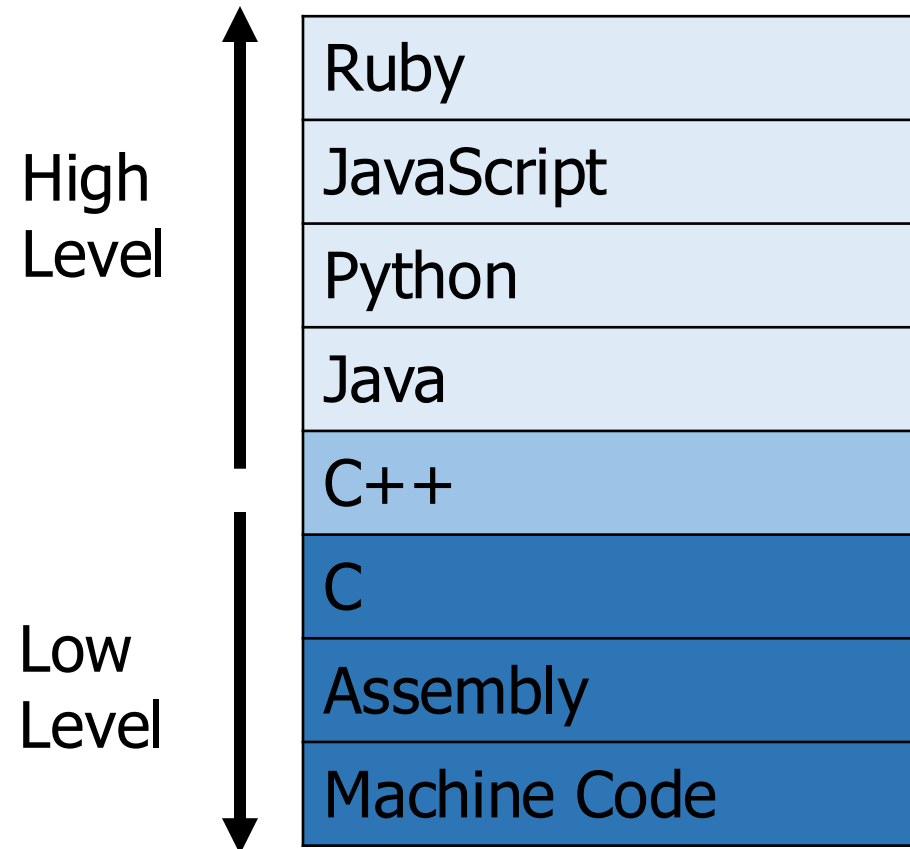 High
Level
Low
Level
Ruby
JavaScript
Python
Java
C++
C
Assembly
Machine Code